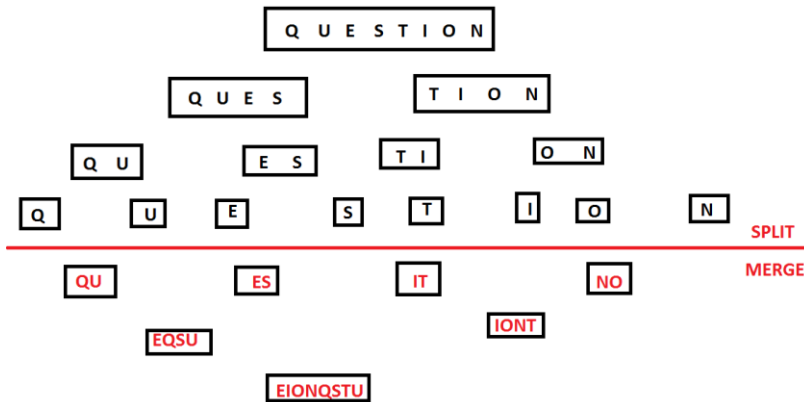 QUESTION
QUES TION
QU ES TI ON
Q U E S T I O N
SPLIT
MERGE
QU ES IT NO
EQSU IONT
EIONQSTU